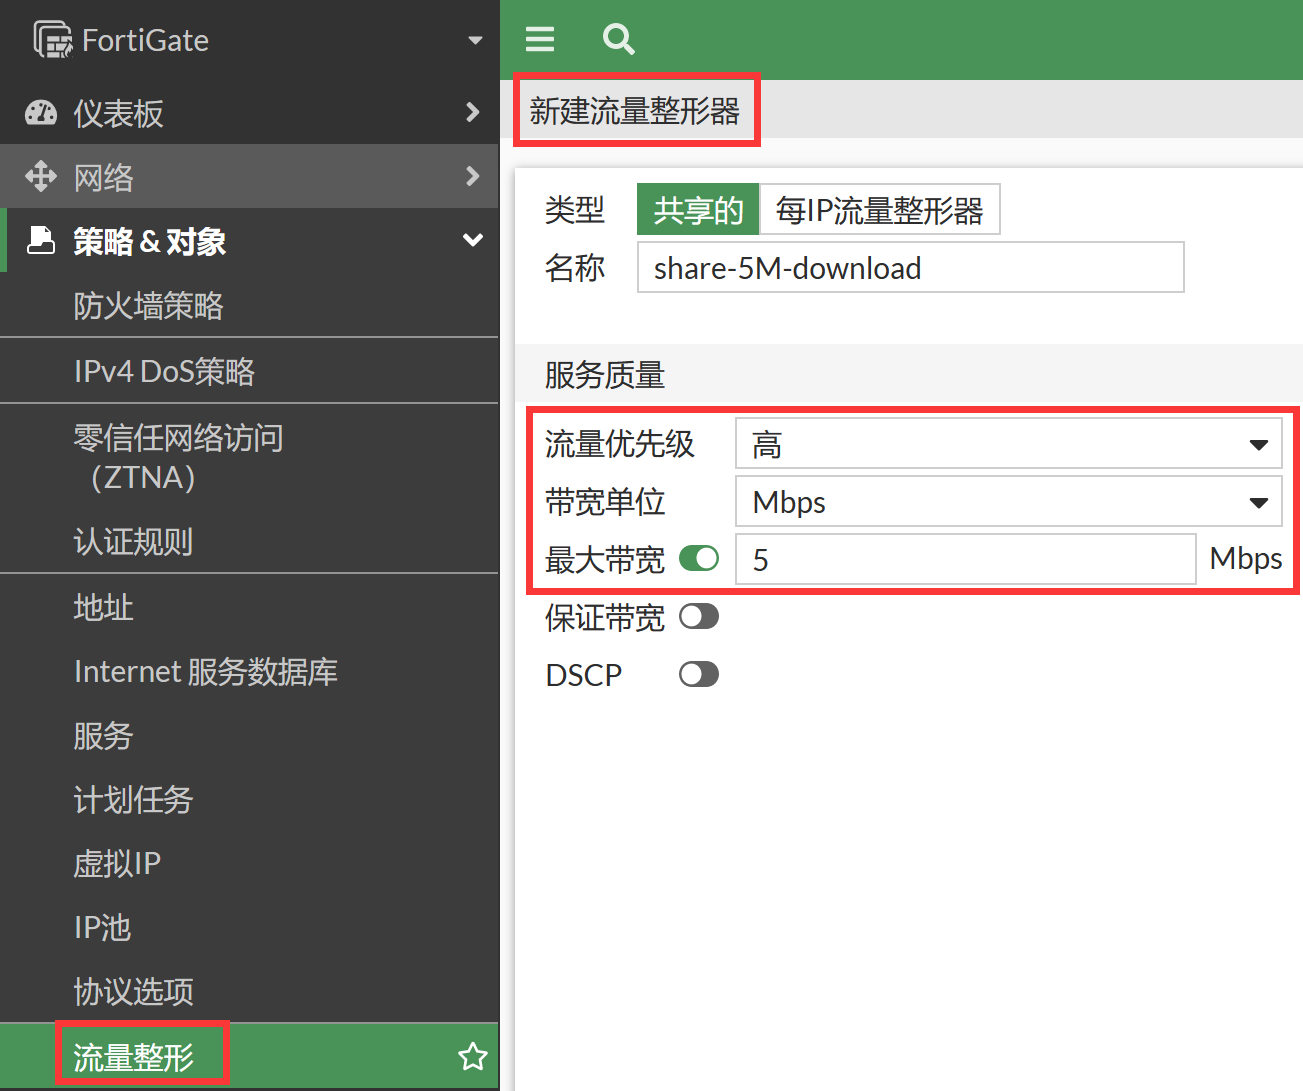 FortiGate
仪表板
网络
策略 & 对象
防火墙策略
IPv4 DoS策略
零信任网络访问
（ZTNA）
认证规则
地址
Internet 服务数据库
服务
计划任务
虚拟IP
IP池
协议选项
流量整形
新建流量整形器
类型 共享的 每IP流量整形器
名称 share-5M-download
服务质量
流量优先级 高
带宽单位 Mbps
最大带宽 5 Mbps
保证带宽
DSCP